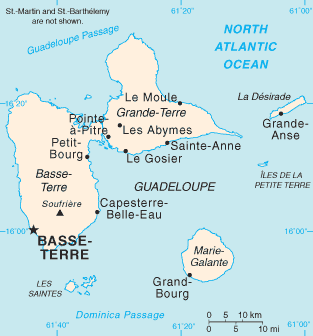 61°20'
61°00'
St.-Martin and St.-Barthélemy
are not shown.
Guadeloupe Passage
NORTH
ATLANTIC
OCEAN
16°20'
16°20'
Le Moule
La Désirade
Grande-Terre
Pointe-
à-Pitre
Les Abymes
Grande-
Anse
Petit-
Bourg
Sainte-Anne
Le Gosier
Basse-
Terre
ÎLES DE LA
PETITE TERRE
GUADELOUPE
Soufrière
Capesterre-
Belle-Eau
16°00'
16°00'
BASSE-
TERRE
Marie-
Galante
LES
SAINTES
Grand-
Bourg
0 5 10 km
0 5 10 mi
Dominica Passage
61°40'
61°20'
61°00'